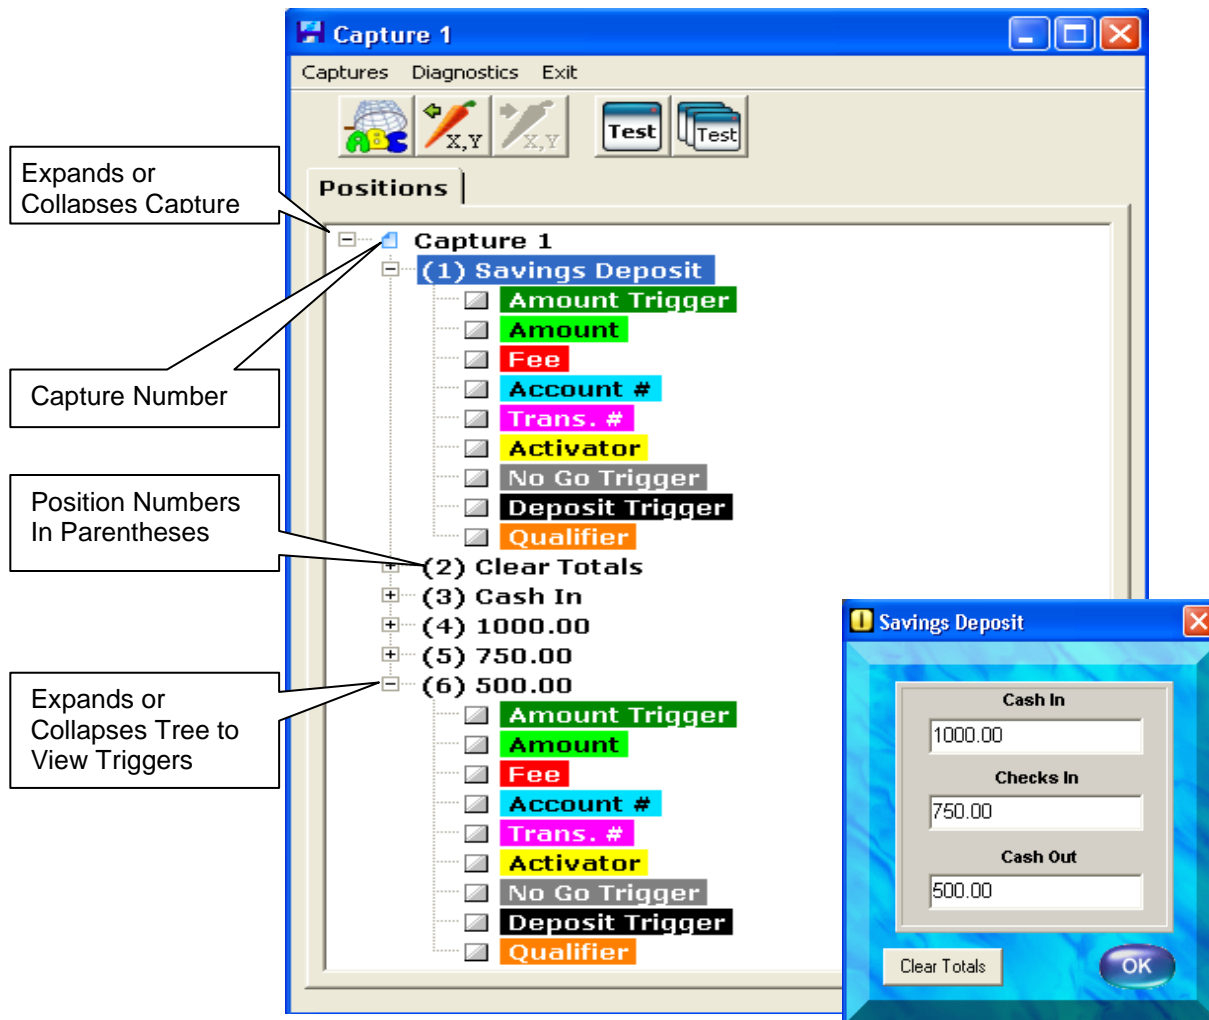 Capture 1
Captures Diagnostics Exit
ABC X,Y X,Y Test Test
Positions
Expands or
Collapses Capture
Capture Number
Position Numbers
In Parentheses
Expands or
Collapses Tree to
View Triggers
Capture 1
(1) Savings Deposit
Amount Trigger
Amount
Fee
Account #
Trans. #
Activator
No Go Trigger
Deposit Trigger
Qualifier
(2) Clear Totals
(3) Cash In
(4) 1000.00
(5) 750.00
(6) 500.00
Amount Trigger
Amount
Fee
Account #
Trans. #
Activator
No Go Trigger
Deposit Trigger
Qualifier
Savings Deposit
Cash In
1000.00
Checks In
750.00
Cash Out
500.00
Clear Totals
OK